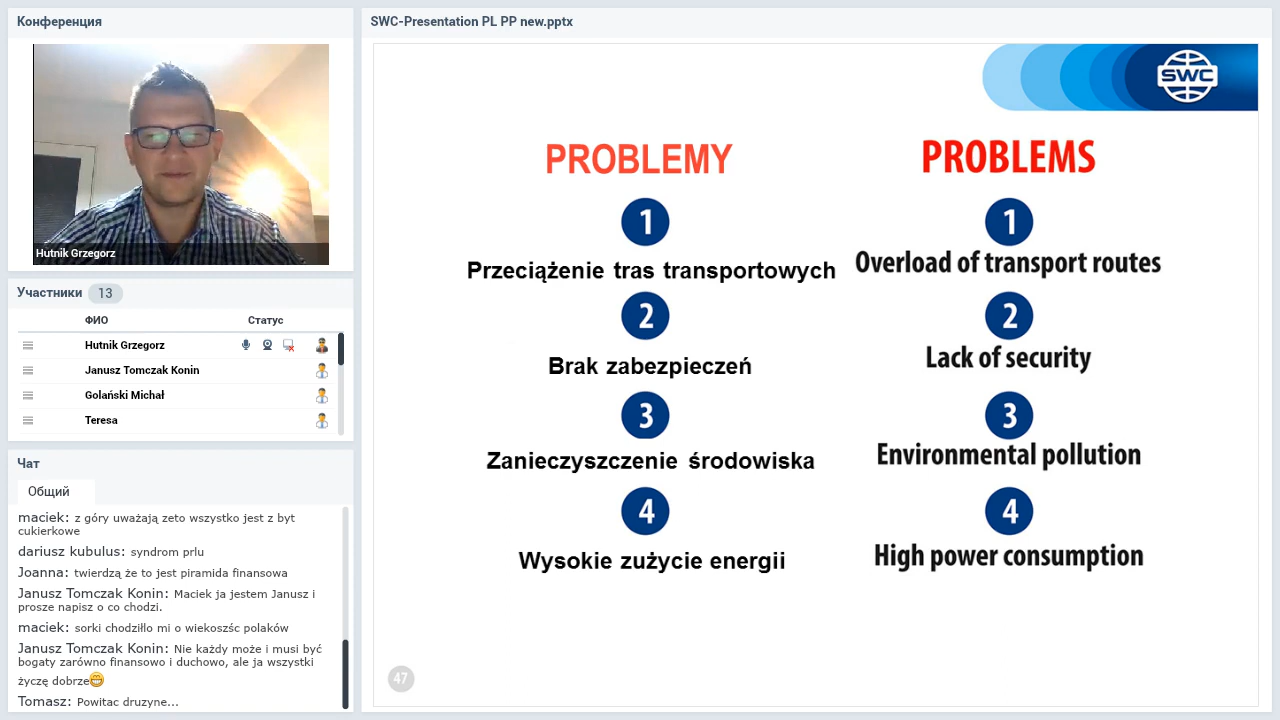 Конференция
Hutnik Grzegorz
Участники 13
ФИО Статус
Hutnik Grzegorz
Janusz Tomczak Konin
Golański Michał
Teresa
Чат
Общий
maciek: z góry uważają zeto wszystko jest z byt
cukierkowe
dariusz kubulus: syndrom prlu
Joanna: twierdzą że to jest piramida finansowa
Janusz Tomczak Konin: Maciek ja jestem Janusz i
prosze napisz o co chodzi.
maciek: sorki chodziłlo mi o wiekoszśc polaków
Janusz Tomczak Konin: Nie każdy może i musi być
bogaty zarówno finansowo i duchowo, ale ja wszystki
życzę dobrze😁
Tomasz: Powitac druzyne...
SWC-Presentation PL PP new.pptx
SWC
PROBLEMY
1
Przeciążenie tras transportowych
2
Brak zabezpieczeń
3
Zanieczyszczenie środowiska
4
Wysokie zużycie energii
PROBLEMS
1
Overload of transport routes
2
Lack of security
3
Environmental pollution
4
High power consumption
47